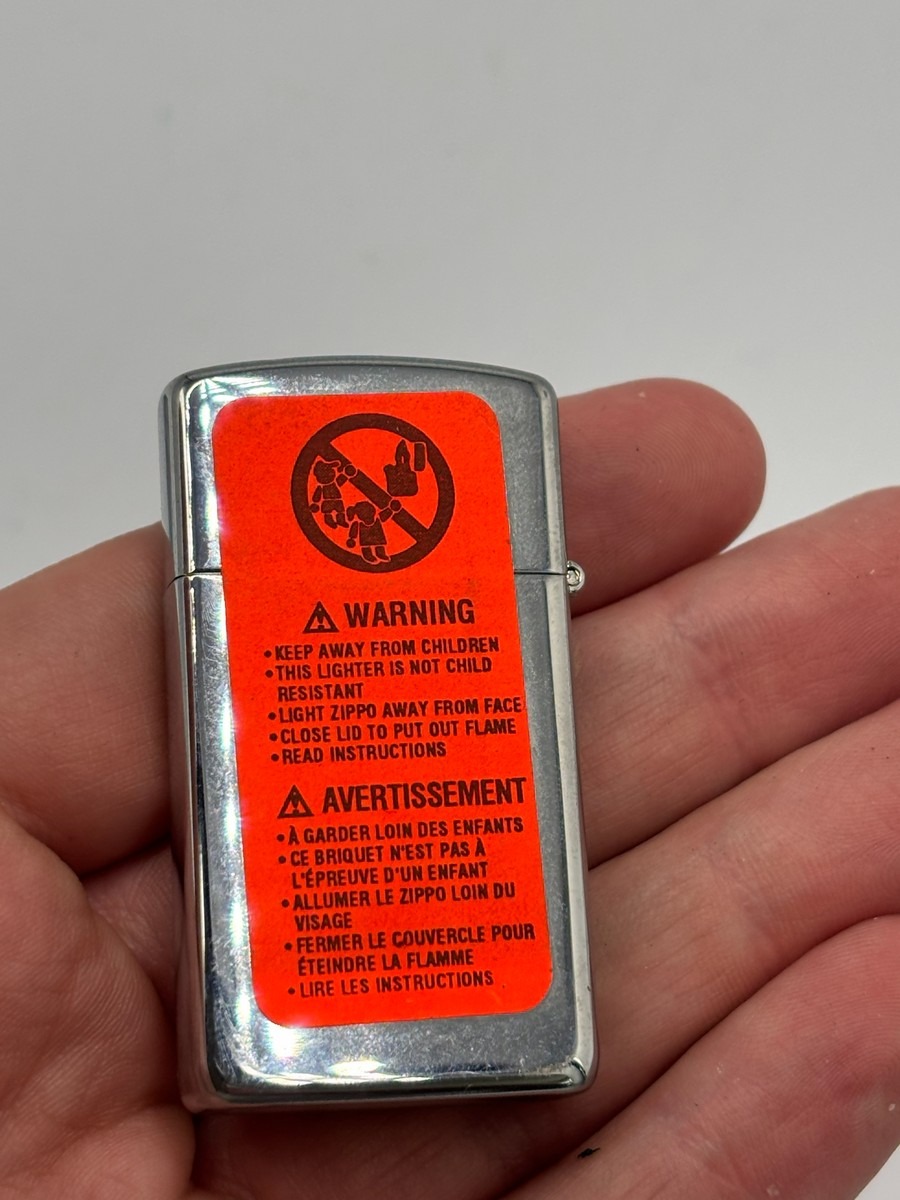 ⚠ WARNING
•KEEP AWAY FROM CHILDREN
•THIS LIGHTER IS NOT CHILD
RESISTANT
•LIGHT ZIPPO AWAY FROM FACE
•CLOSE LID TO PUT OUT FLAME
•READ INSTRUCTIONS
⚠ AVERTISSEMENT
•À GARDER LOIN DES ENFANTS
•CE BRIQUET N'EST PAS À
L'ÉPREUVE D'UN ENFANT
•ALLUMER LE ZIPPO LOIN DU
VISAGE
•FERMER LE COUVERCLE POUR
ÉTEINDRE LA FLAMME
•LIRE LES INSTRUCTIONS